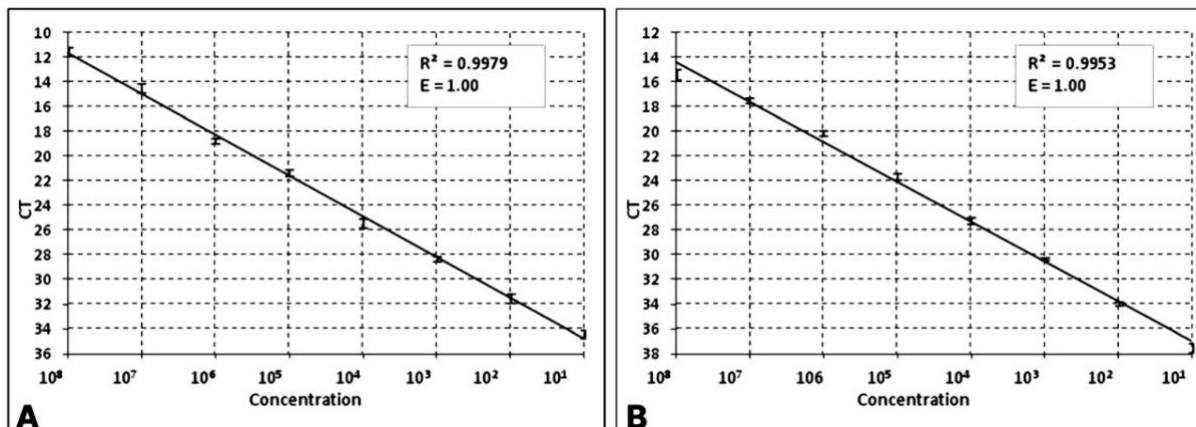 10
12
14
16
18
20
22
24
26
28
30
32
34
36
CT
R² = 0.9979
E = 1.00
10⁸ 10⁷ 10⁶ 10⁵ 10⁴ 10³ 10² 10¹
Concentration
A
12
14
16
18
20
22
24
26
28
30
32
34
36
38
CT
R² = 0.9953
E = 1.00
10⁸ 10⁷ 106 10⁵ 10⁴ 10³ 10² 10¹
Concentration
B